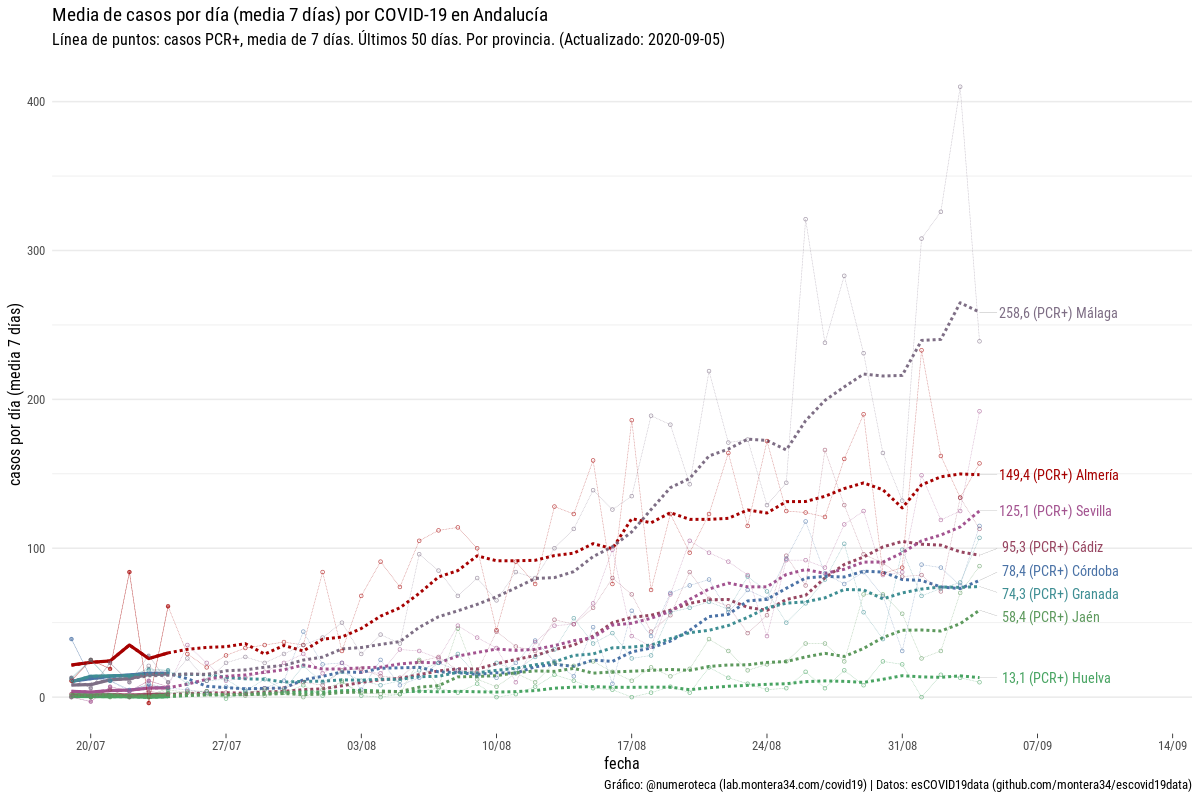 Media de casos por día (media 7 días) por COVID-19 en Andalucía
Línea de puntos: casos PCR+, media de 7 días. Últimos 50 días. Por provincia. (Actualizado: 2020-09-05)
casos por día (media 7 días)
400
300
200
100
0
258,6 (PCR+) Málaga
149,4 (PCR+) Almería
125,1 (PCR+) Sevilla
95,3 (PCR+) Cádiz
78,4 (PCR+) Córdoba
74,3 (PCR+) Granada
58,4 (PCR+) Jaén
13,1 (PCR+) Huelva
20/07 27/07 03/08 10/08 17/08 24/08 31/08 07/09 14/09
fecha
Gráfico: @numeroteca (lab.montera34.com/covid19) | Datos: esCOVID19data (github.com/montera34/escovid19data)